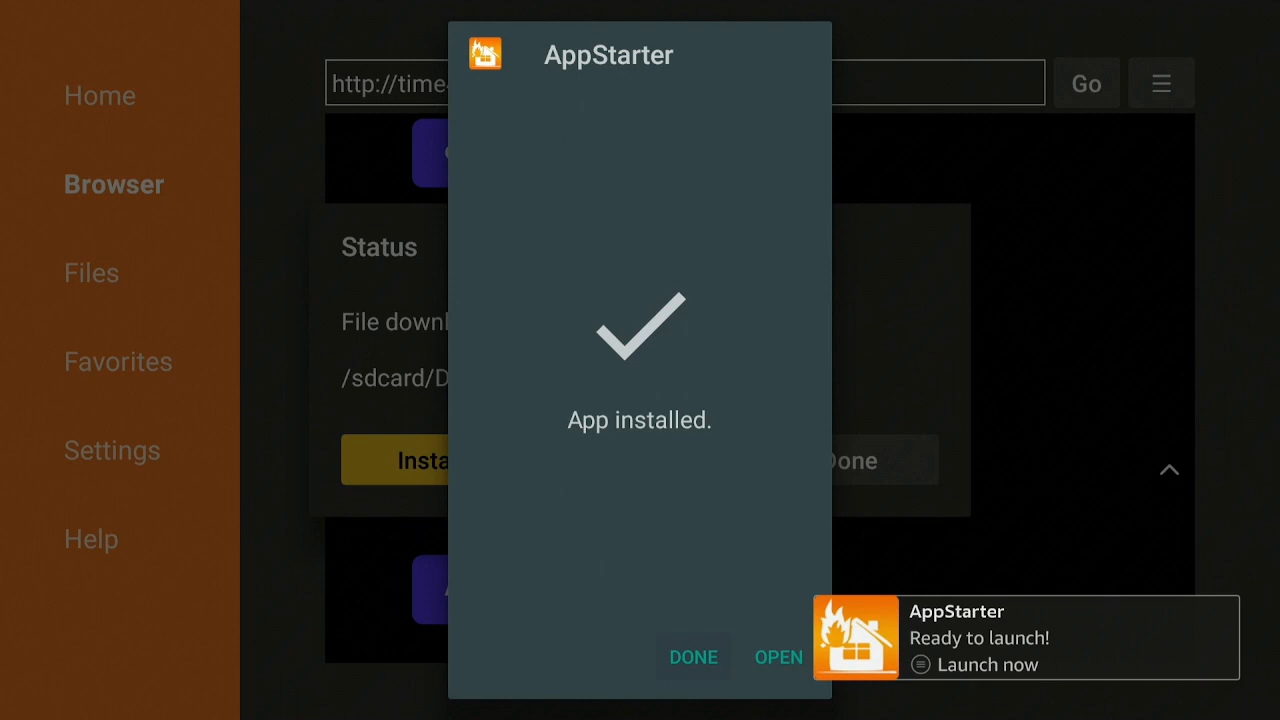 Home
Browser
Files
Favorites
Settings
Help
http://time
Go
Status
File downl
/sdcard/D
Insta
Done
AppStarter
App installed.
DONE
OPEN
AppStarter
Ready to launch!
Launch now